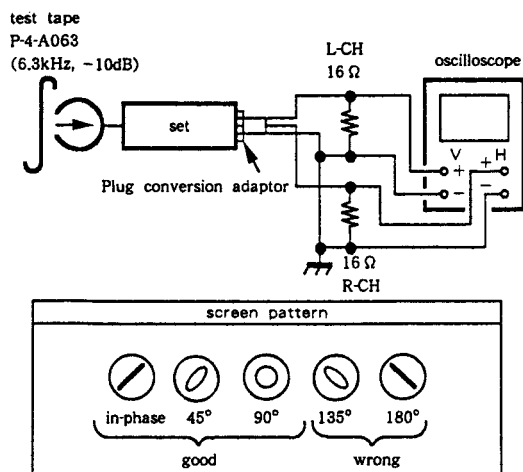 test tape
P-4-A063
(6.3kHz, -10dB)
L-CH
16 Ω
oscilloscope
set
V H
+ +
- -
Plug conversion adaptor
16 Ω
R-CH
screen pattern
in-phase 45° 90° 135° 180°
good wrong